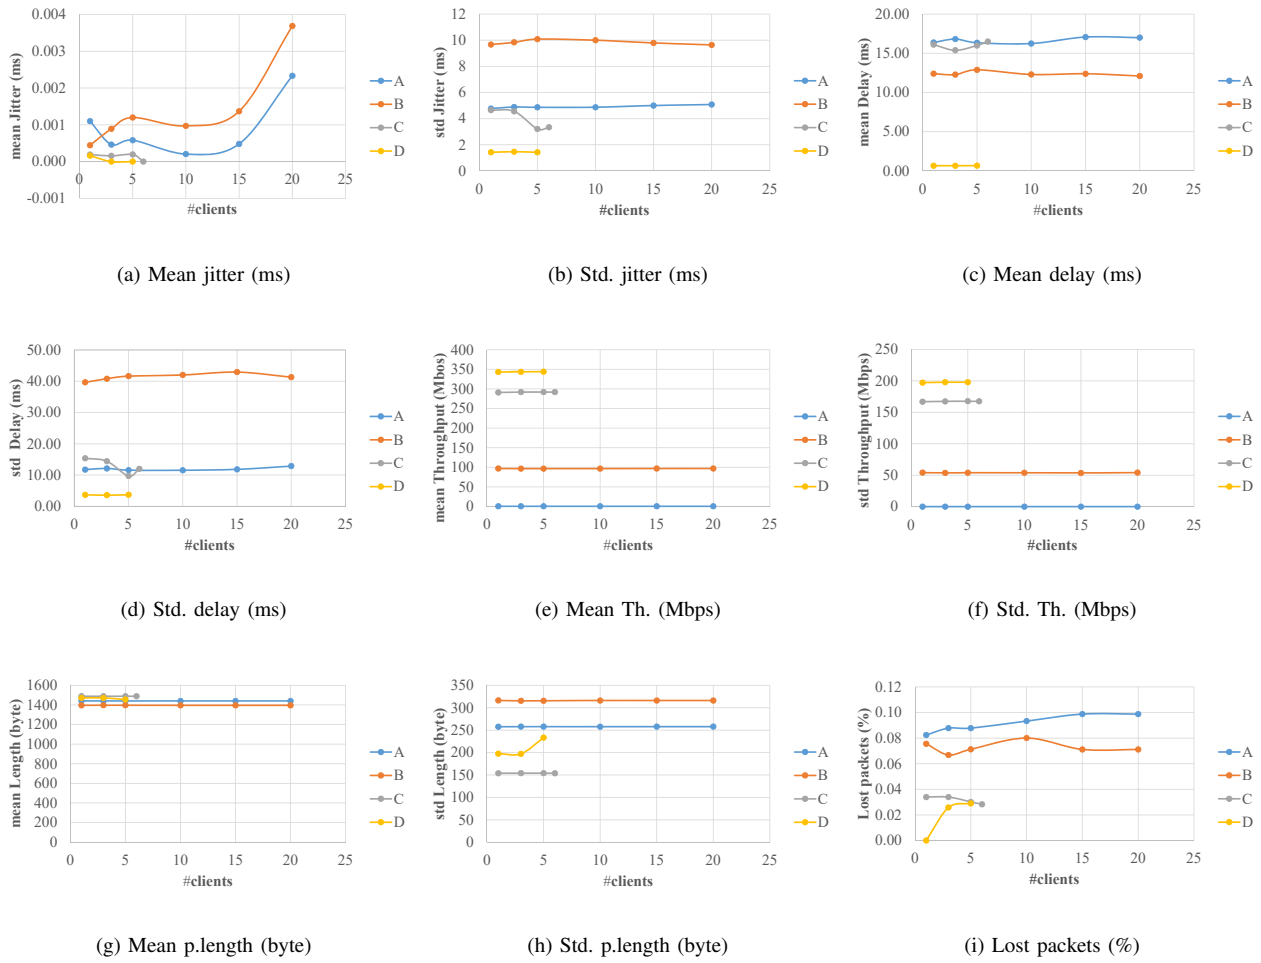 0.004
0.003
0.002
0.001
0.000
-0.001
0
5
10
15
20
25
mean Jitter (ms)
#clients
A
B
C
D
(a) Mean jitter (ms)
12
10
8
6
4
2
0
0
5
10
15
20
25
std Jitter (ms)
#clients
A
B
C
D
(b) Std. jitter (ms)
20.00
15.00
10.00
5.00
0.00
0
5
10
15
20
25
mean Delay (ms)
#clients
A
B
C
D
(c) Mean delay (ms)
50.00
40.00
30.00
20.00
10.00
0.00
0
5
10
15
20
25
std Delay (ms)
#clients
A
B
C
D
(d) Std. delay (ms)
400
350
300
250
200
150
100
50
0
0
5
10
15
20
25
mean Throughput (Mbos)
#clients
A
B
C
D
(e) Mean Th. (Mbps)
250
200
150
100
50
0
0
5
10
15
20
25
std Throughput (Mbps)
#clients
A
B
C
D
(f) Std. Th. (Mbps)
1600
1400
1200
1000
800
600
400
200
0
0
5
10
15
20
25
mean Length (byte)
#clients
A
B
C
D
(g) Mean p.length (byte)
350
300
250
200
150
100
50
0
0
5
10
15
20
25
std Length (byte)
#clients
A
B
C
D
(h) Std. p.length (byte)
0.12
0.10
0.08
0.06
0.04
0.02
0.00
0
5
10
15
20
25
Lost packets (%)
#clients
A
B
C
D
(i) Lost packets (%)